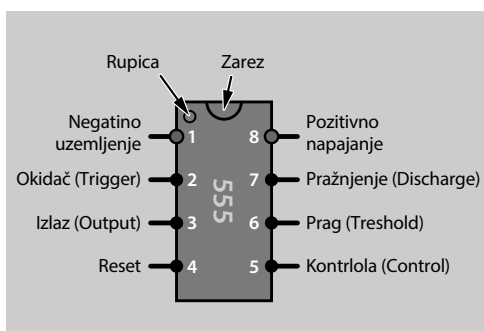 Rupica
Zarez
Negatino
uzemljenje
1
8
Pozitivno
napajanje
Okidač (Trigger)
2
7
Pražnjenje (Discharge)
555
Izlaz (Output)
3
6
Prag (Treshold)
Reset
4
5
Kontrlola (Control)